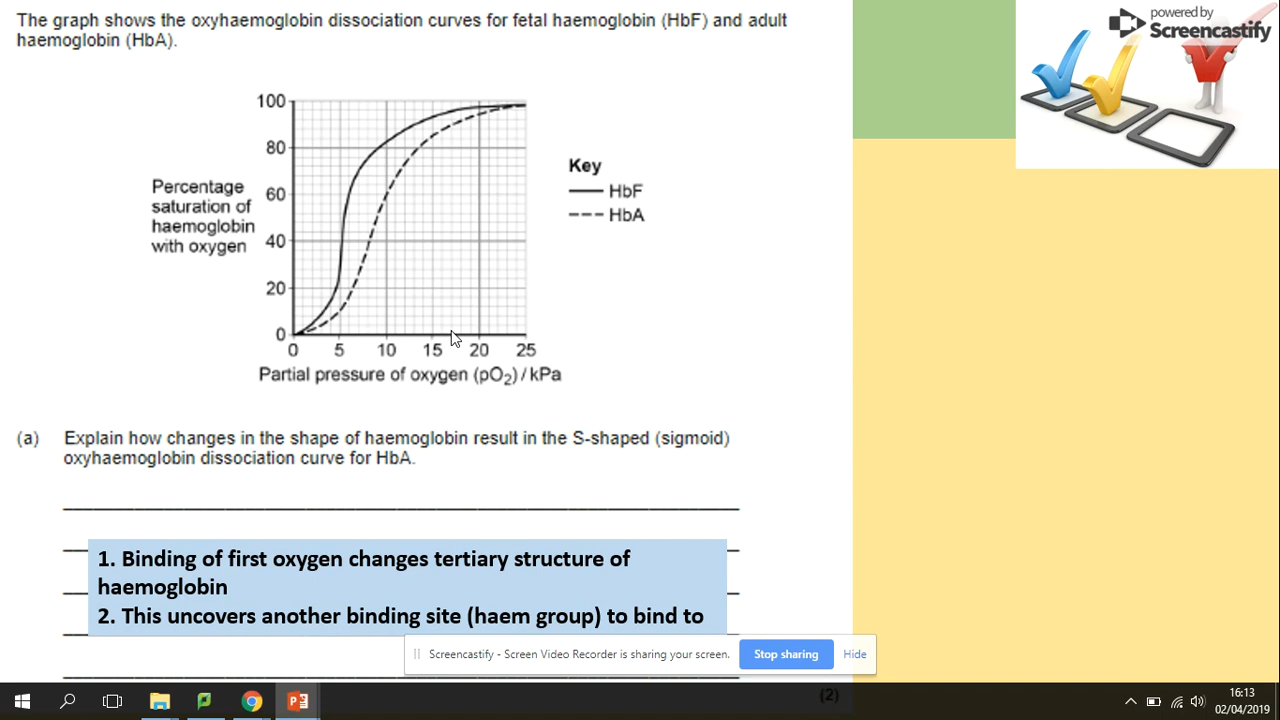 The graph shows the oxyhaemoglobin dissociation curves for fetal haemoglobin (HbF) and adult
haemoglobin (HbA).
powered by
Screencastify
100
80
60
40
20
0
Percentage
saturation of
haemoglobin
with oxygen
0 5 10 15 20 25
Partial pressure of oxygen (pO₂) / kPa
Key
HbF
HbA
(a) Explain how changes in the shape of haemoglobin result in the S-shaped (sigmoid)
oxyhaemoglobin dissociation curve for HbA.
1. Binding of first oxygen changes tertiary structure of
haemoglobin
2. This uncovers another binding site (haem group) to bind to
Screencastify - Screen Video Recorder is sharing your screen. Stop sharing Hide
(2)
16:13
02/04/2019